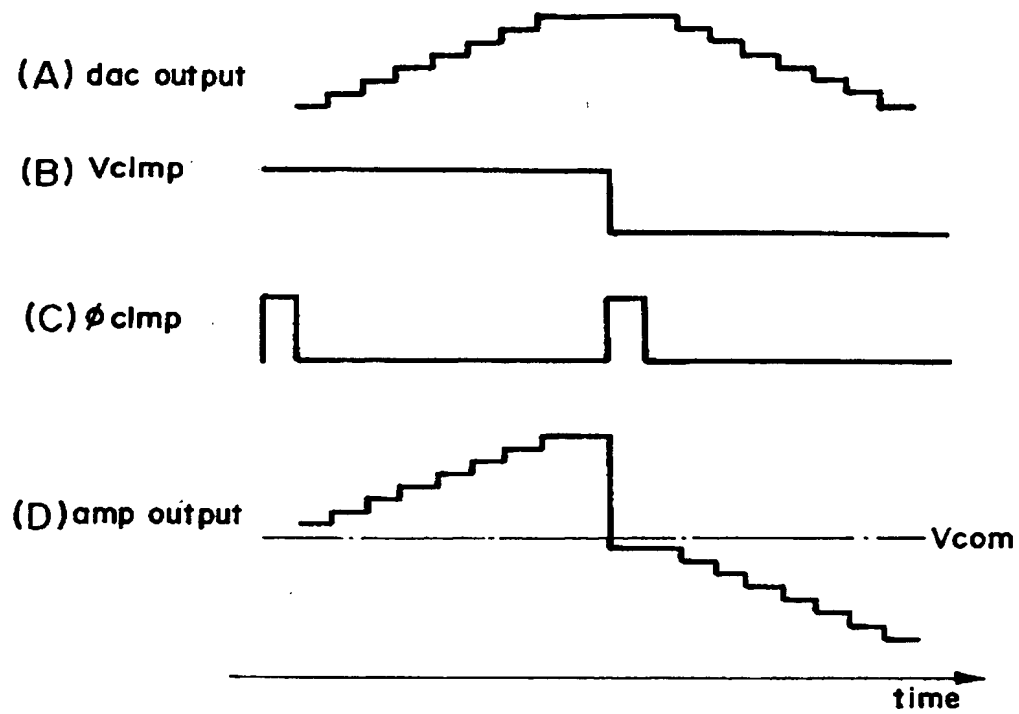 (A) dac output
(B) Vclmp
(C) ϕ clmp
(D) amp output
Vcom
time